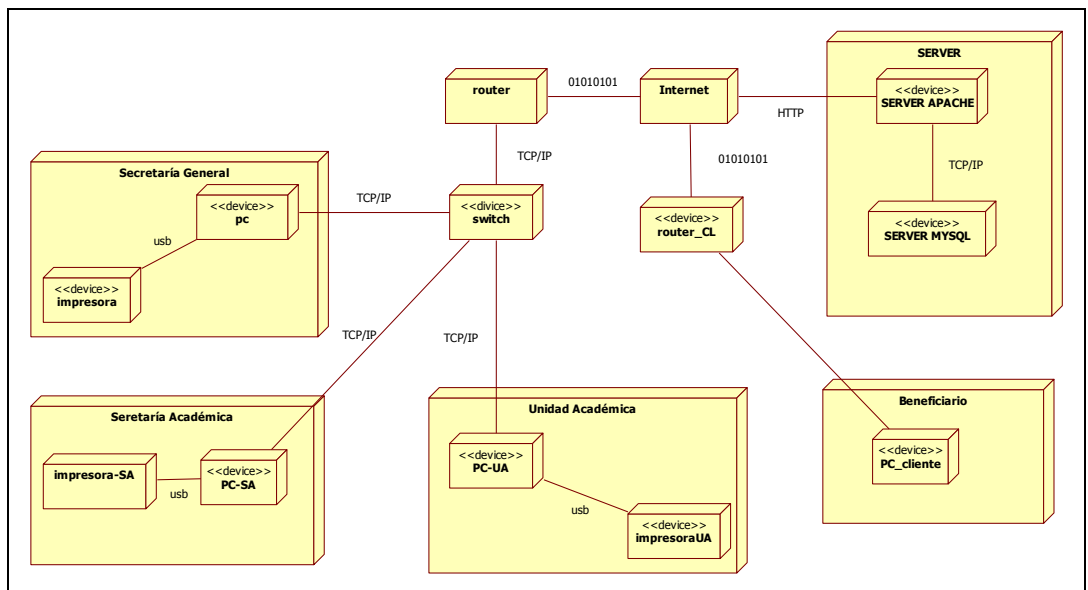 SERVER
router
01010101
Internet
<<device>>
SERVER APACHE
HTTP
TCP/IP
01010101
TCP/IP
Secretaría General
<<device>>
pc
TCP/IP
<<divice>>
switch
<<device>>
router_CL
<<device>>
SERVER MYSQL
usb
<<device>>
impresora
TCP/IP
TCP/IP
Seretaría Académica
Unidad Académica
Beneficiario
impresora-SA
usb
<<device>>
PC-SA
<<device>>
PC-UA
<<device>>
PC_cliente
usb
<<device>>
impresoraUA